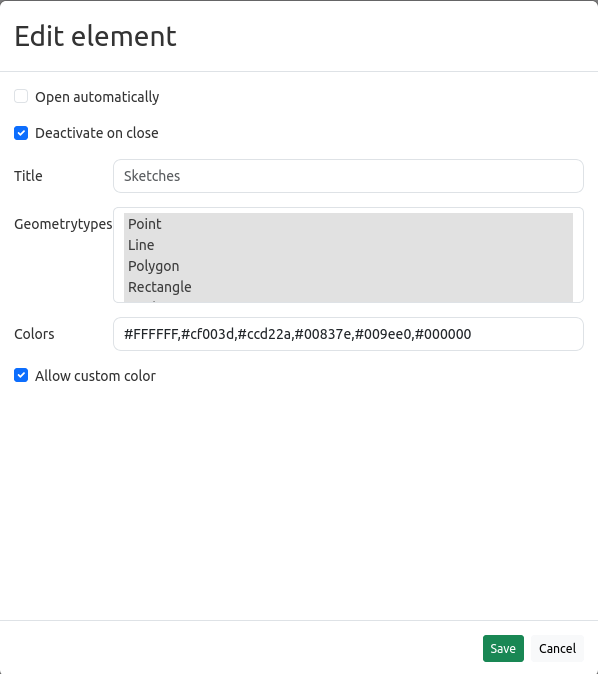 Edit element
Open automatically
Deactivate on close
Title
Sketches
Geometrytypes
Point
Line
Polygon
Rectangle
Colors
#FFFFFF,#cf003d,#ccd22a,#00837e,#009ee0,#000000
Allow custom color
Save
Cancel